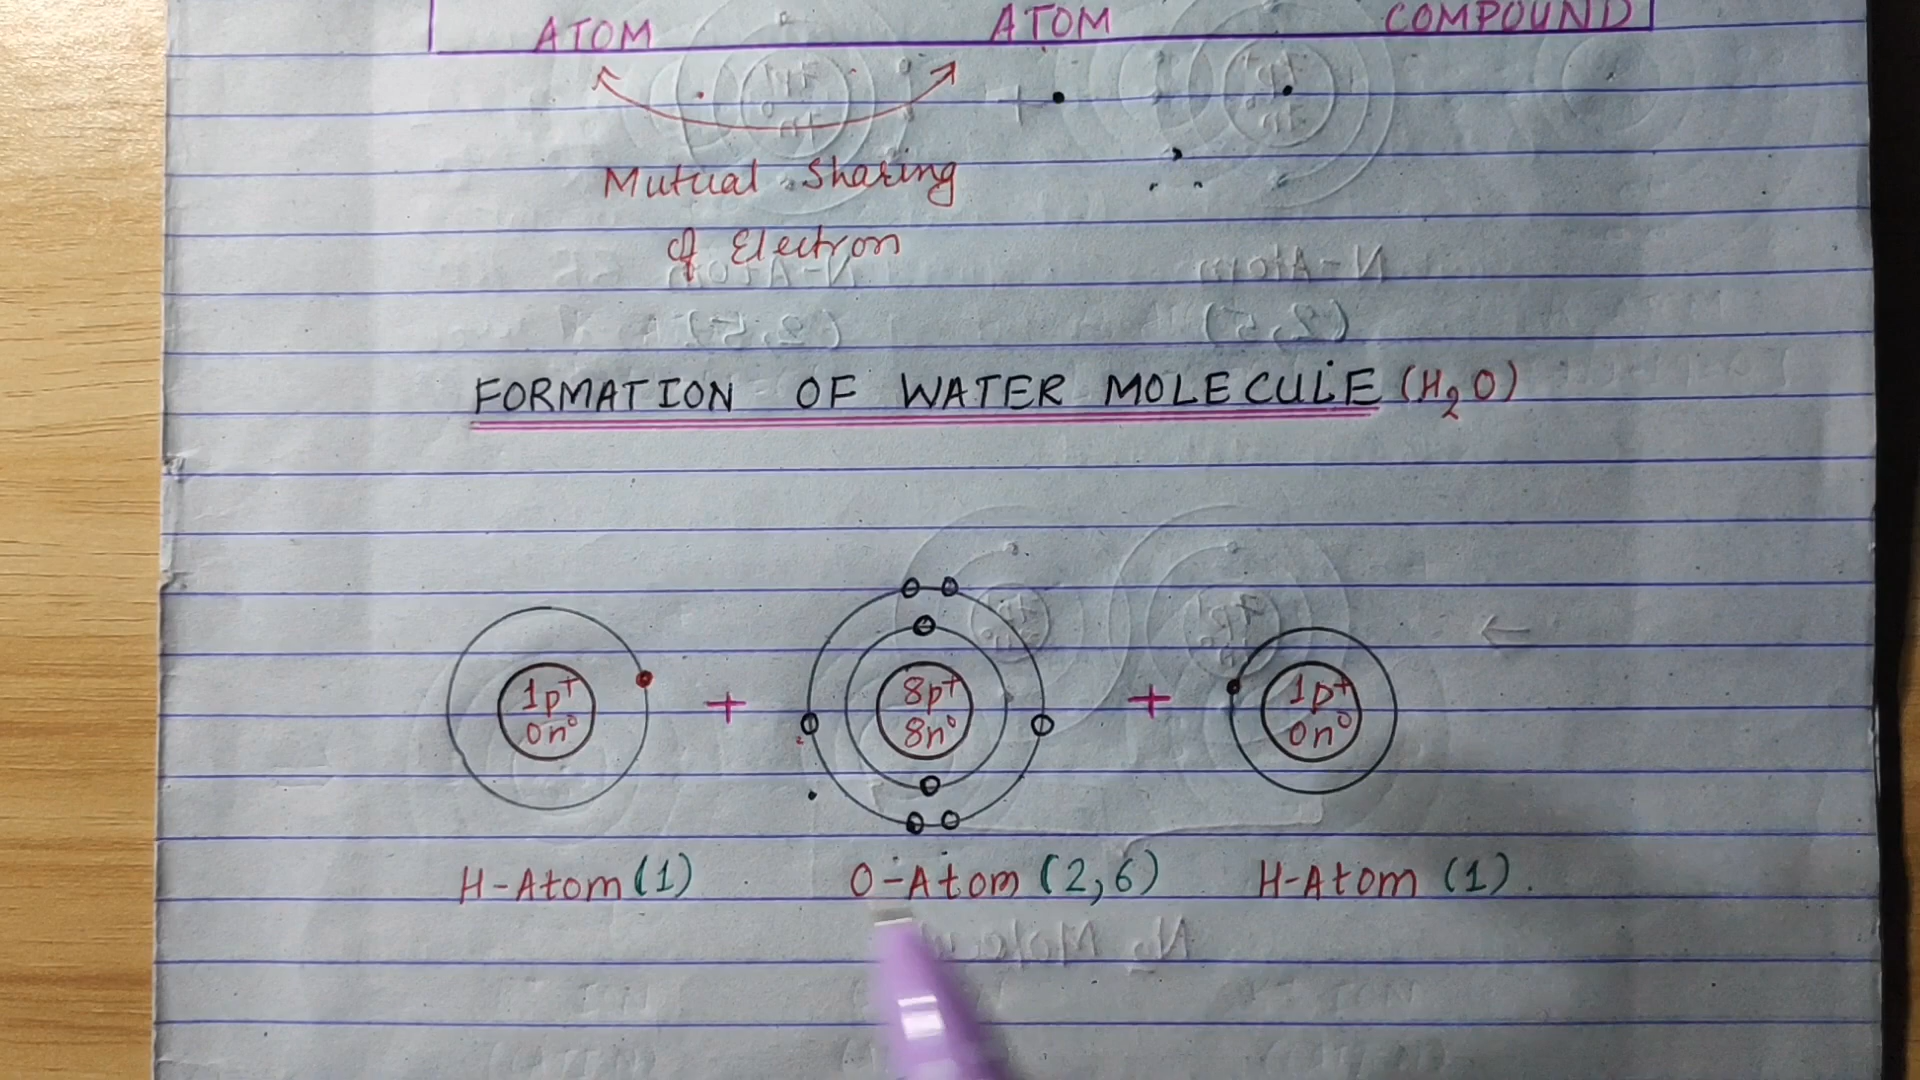 ATOM ATOM COMPOUND
Mutual Sharing
of Electron
FORMATION OF WATER MOLECULE (H₂O)
1p⁺ + 8p⁺ + 1p⁺
0n⁰ 8n⁰ 0n⁰
H-Atom (1) O-Atom (2,6) H-Atom (1).